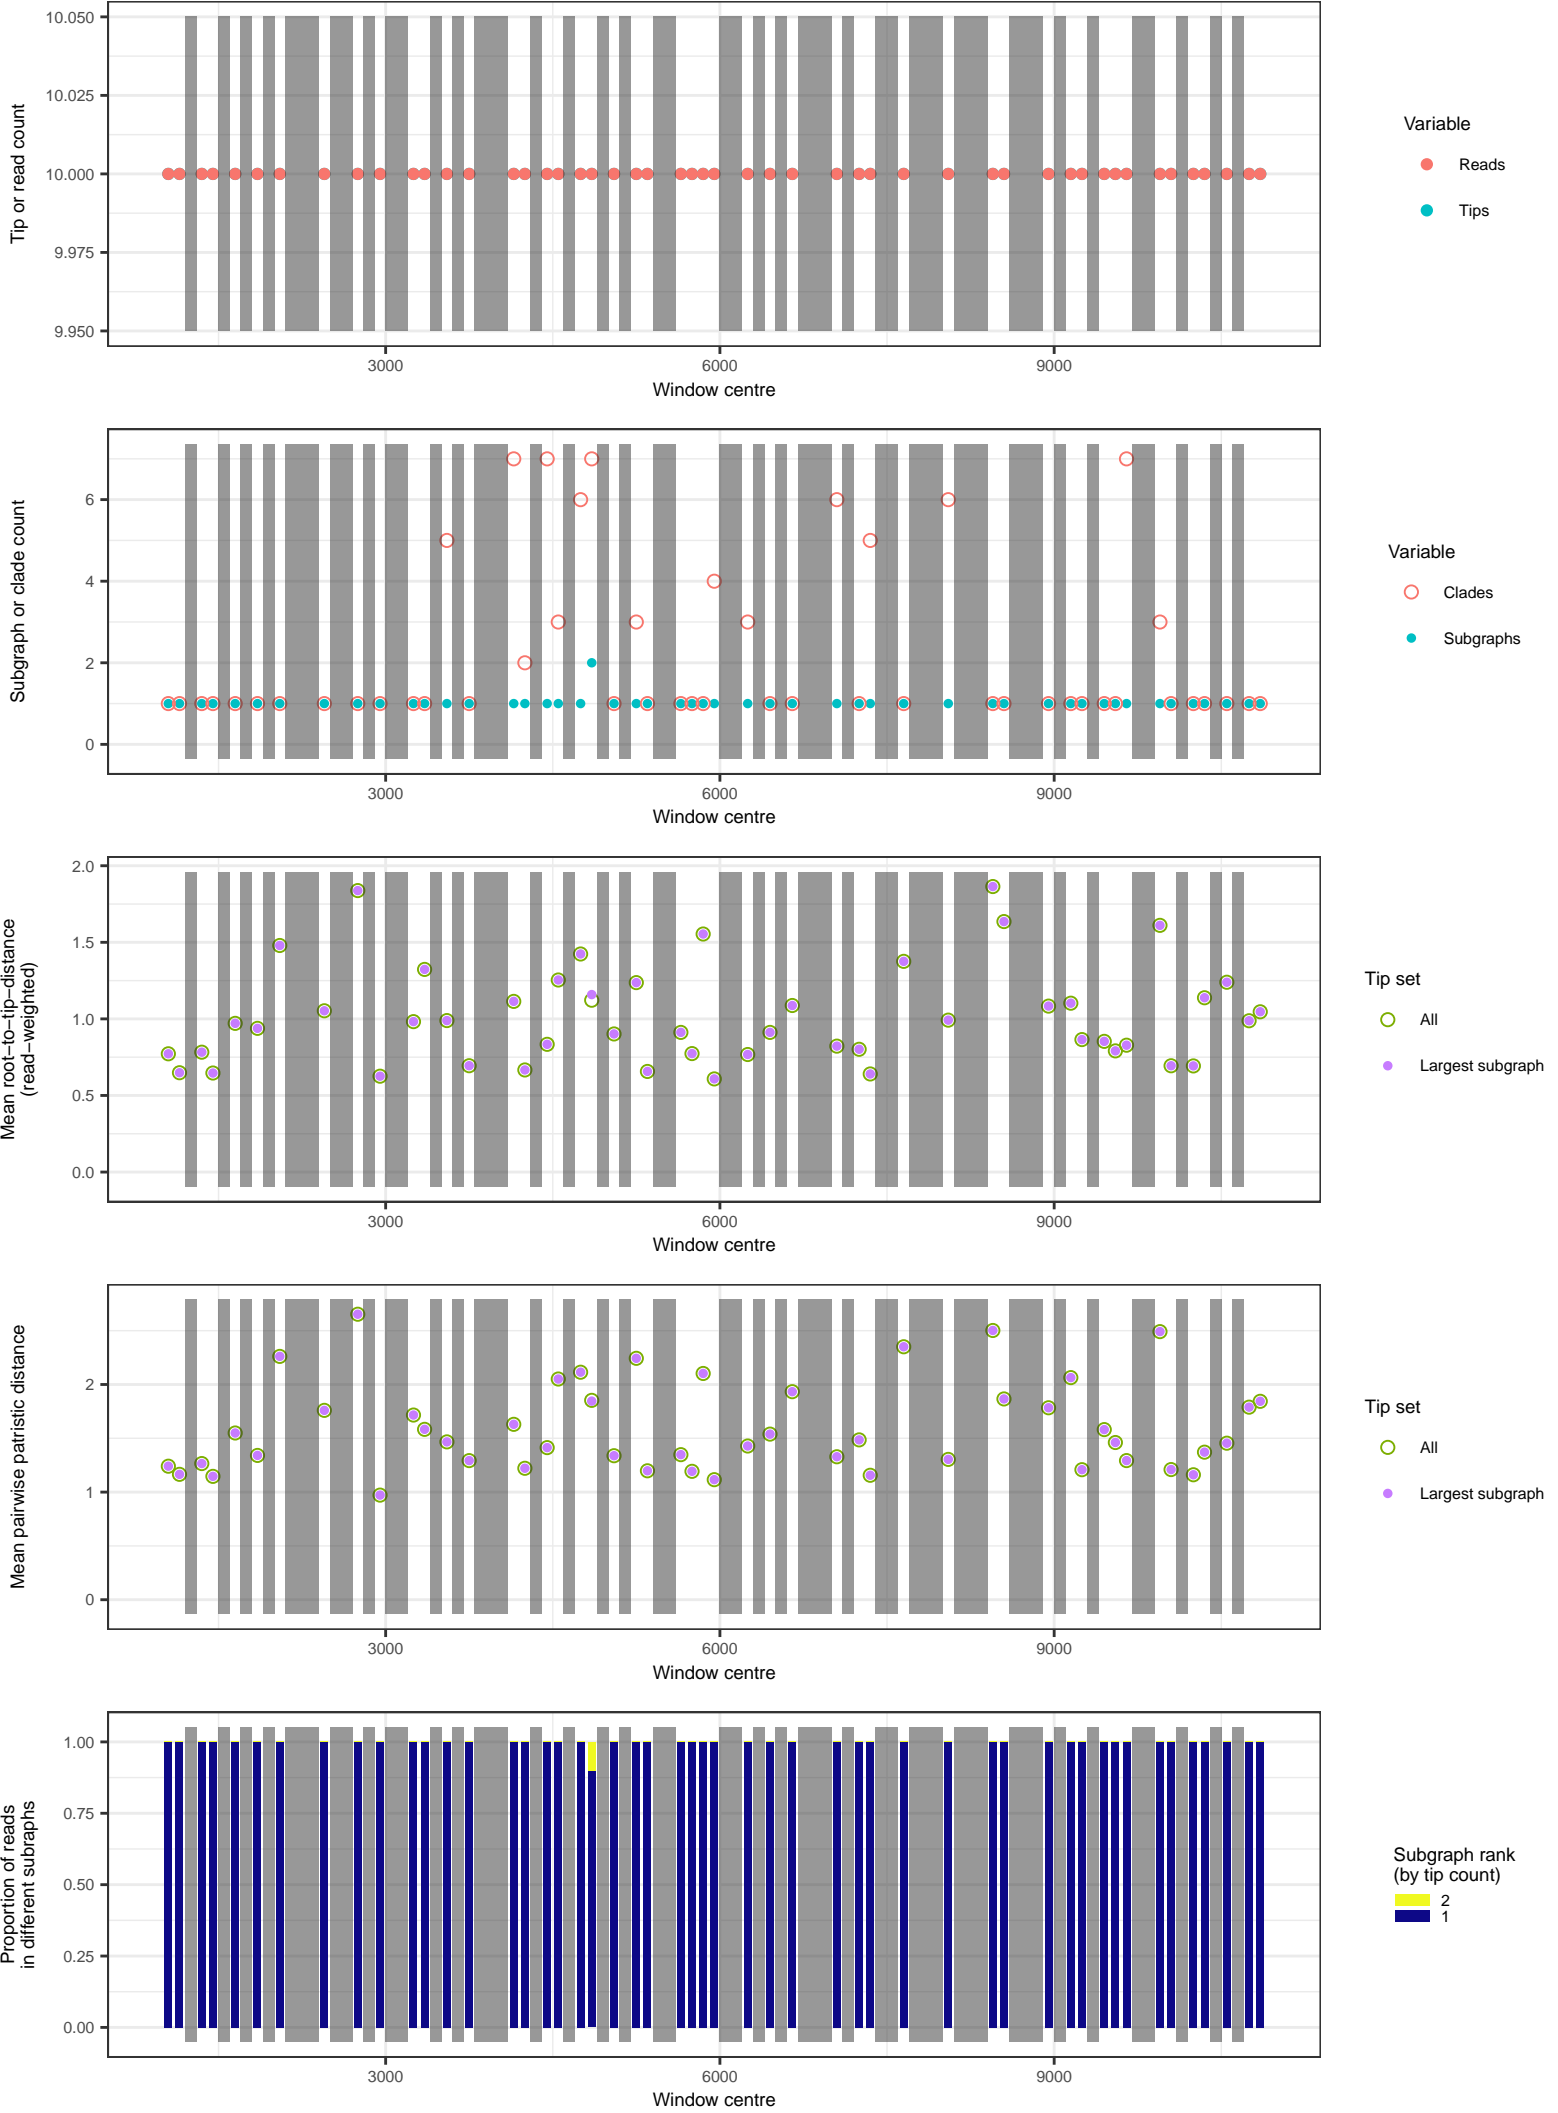 10.050
10.025
10.000
9.975
9.950
Tip or read count
3000
6000
9000
Window centre
Variable
Reads
Tips
6
4
2
0
Subgraph or clade count
3000
6000
9000
Window centre
Variable
Clades
Subgraphs
2.0
1.5
1.0
0.5
0.0
Mean root−to−tip−distance
(read−weighted)
3000
6000
9000
Window centre
Tip set
All
Largest subgraph
2
1
0
Mean pairwise patristic distance
3000
6000
9000
Window centre
Tip set
All
Largest subgraph
1.00
0.75
0.50
0.25
0.00
Proportion of reads
in different subraphs
3000
6000
9000
Window centre
Subgraph rank
(by tip count)
2
1